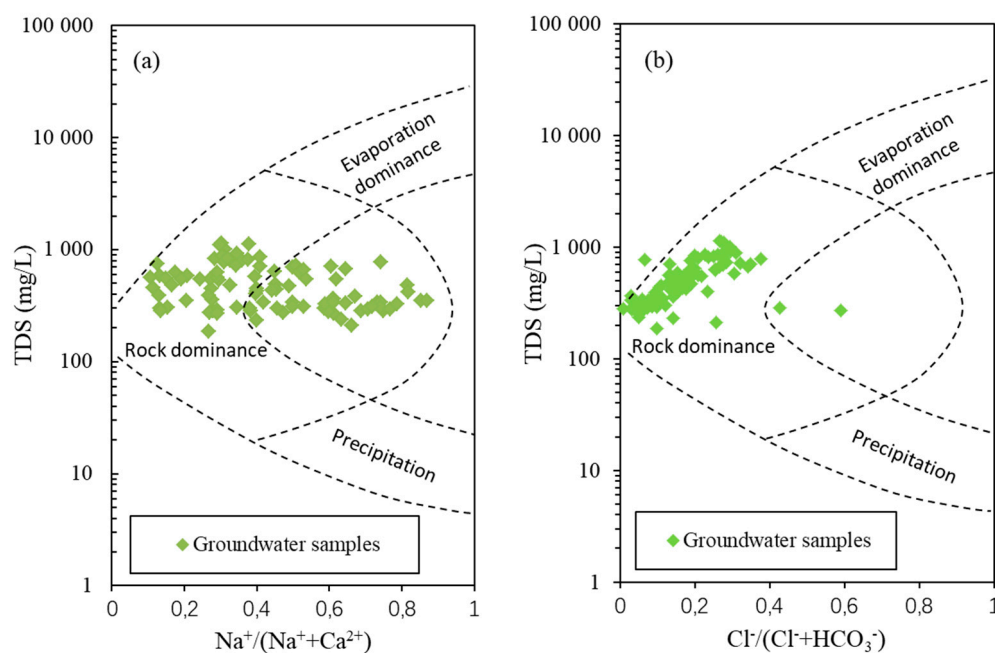 100 000
10 000
1 000
100
10
1
TDS (mg/L)
(a)
Evaporation
dominance
Rock dominance
Precipitation
Groundwater samples
0
0,2
0,4
0,6
0,8
1
Na⁺/(Na⁺+Ca²⁺)
100 000
10 000
1 000
100
10
1
TDS (mg/L)
(b)
Evaporation
dominance
Rock dominance
Precipitation
Groundwater samples
0
0,2
0,4
0,6
0,8
1
Cl⁻/(Cl⁻+HCO₃⁻)